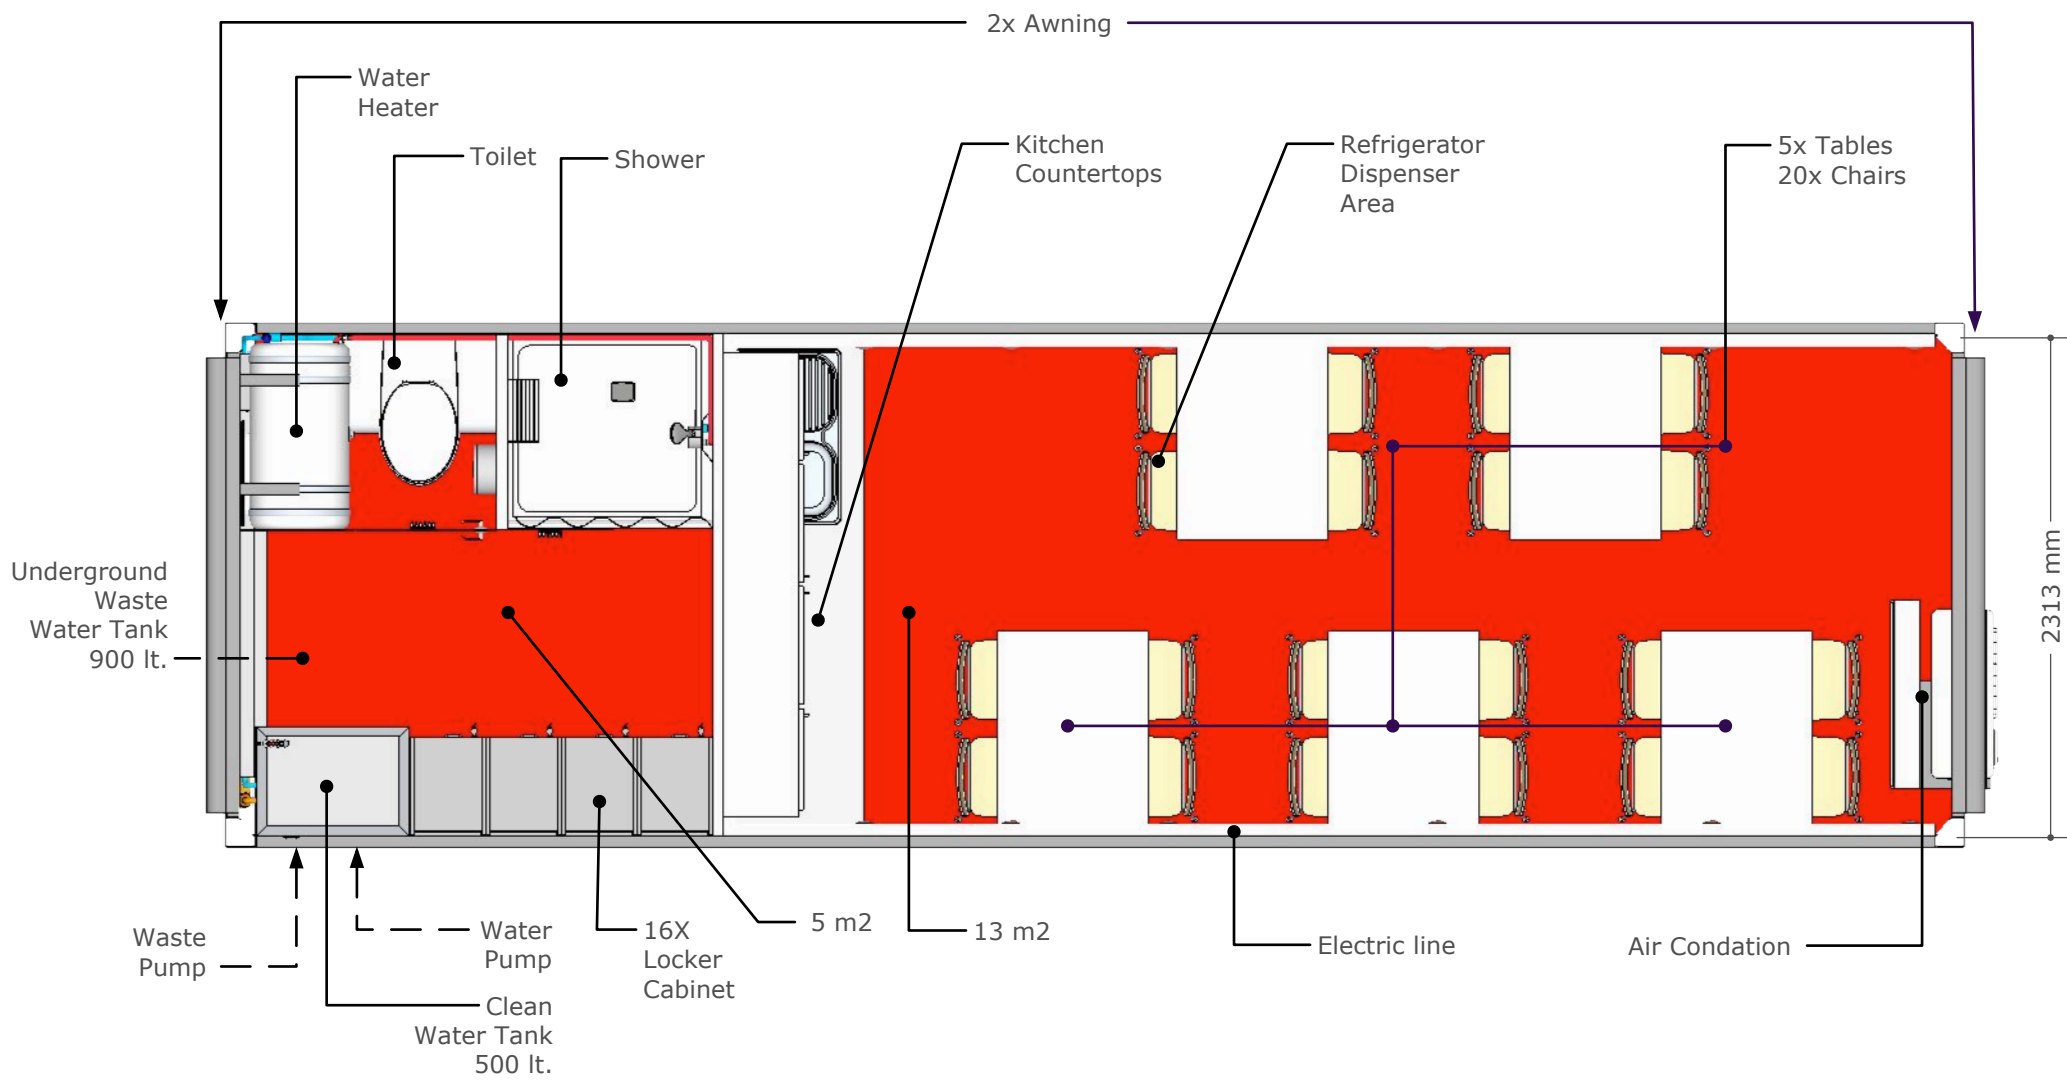 2x Awning
Water
Heater
Toilet
Shower
Kitchen
Countertops
Refrigerator
Dispenser
Area
5x Tables
20x Chairs
Underground
Waste
Water Tank
900 lt.
2313 mm
Waste
Pump
Water
Pump
Clean
Water Tank
500 lt.
16X
Locker
Cabinet
5 m2
13 m2
Electric line
Air Condation